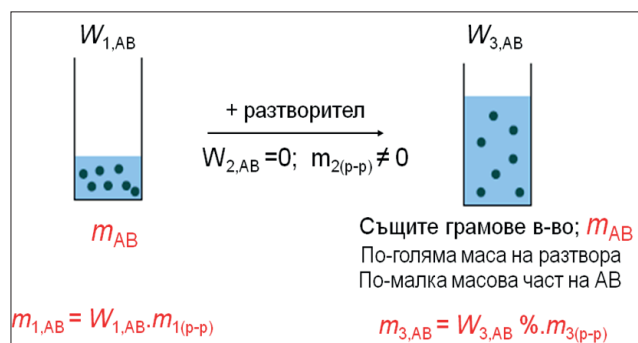 W1,AB
W3,AB
+ разтворител
W2,AB =0; m2(р-р) ≠ 0
mAB
Същите грамове в-во; mAB
По-голяма маса на разтвора
По-малка масова част на АВ
m1,AB = W1,AB.m1(р-р)
m3,AB = W3,AB %.m3(р-р)